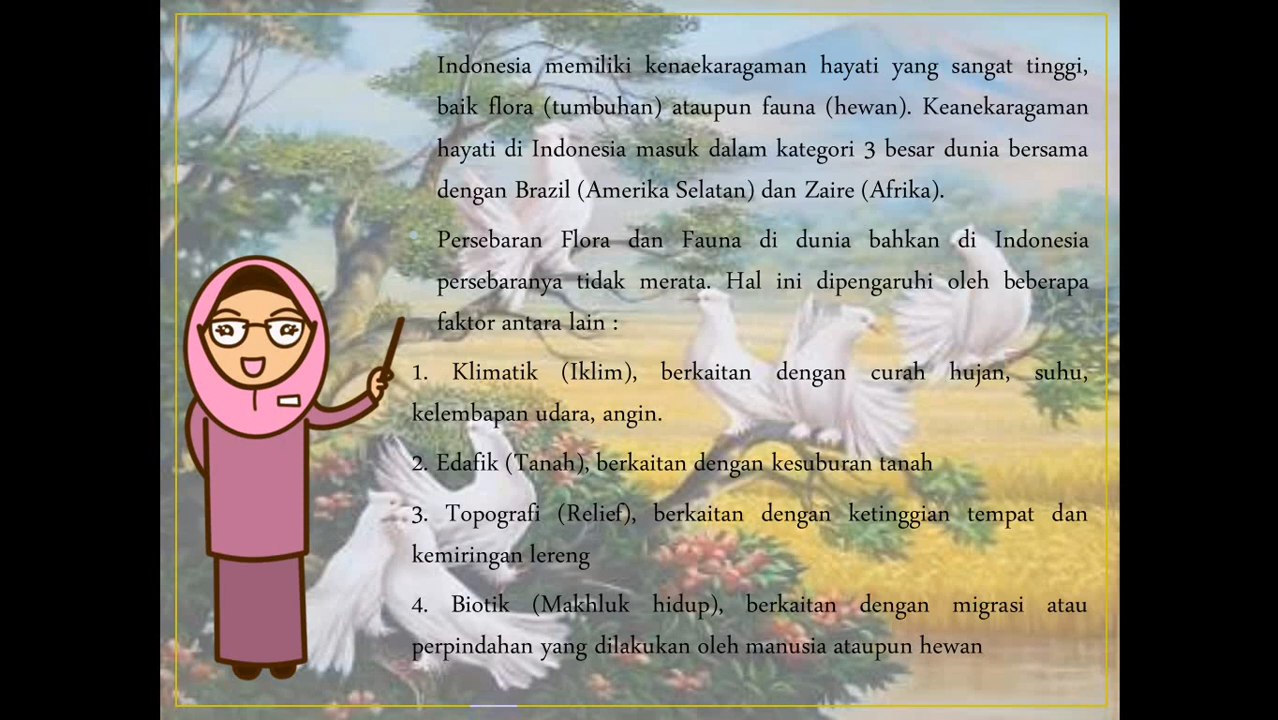 Indonesia memiliki kenaekaragaman hayati yang sangat tinggi,
baik flora (tumbuhan) ataupun fauna (hewan). Keanekaragaman
hayati di Indonesia masuk dalam kategori 3 besar dunia bersama
dengan Brazil (Amerika Selatan) dan Zaire (Afrika).
Persebaran Flora dan Fauna di dunia bahkan di Indonesia
persebaranya tidak merata. Hal ini dipengaruhi oleh beberapa
faktor antara lain :
1. Klimatik (Iklim), berkaitan dengan curah hujan, suhu,
kelembapan udara, angin.
2. Edafik (Tanah), berkaitan dengan kesuburan tanah
3. Topografi (Relief), berkaitan dengan ketinggian tempat dan
kemiringan lereng
4. Biotik (Makhluk hidup), berkaitan dengan migrasi atau
perpindahan yang dilakukan oleh manusia ataupun hewan